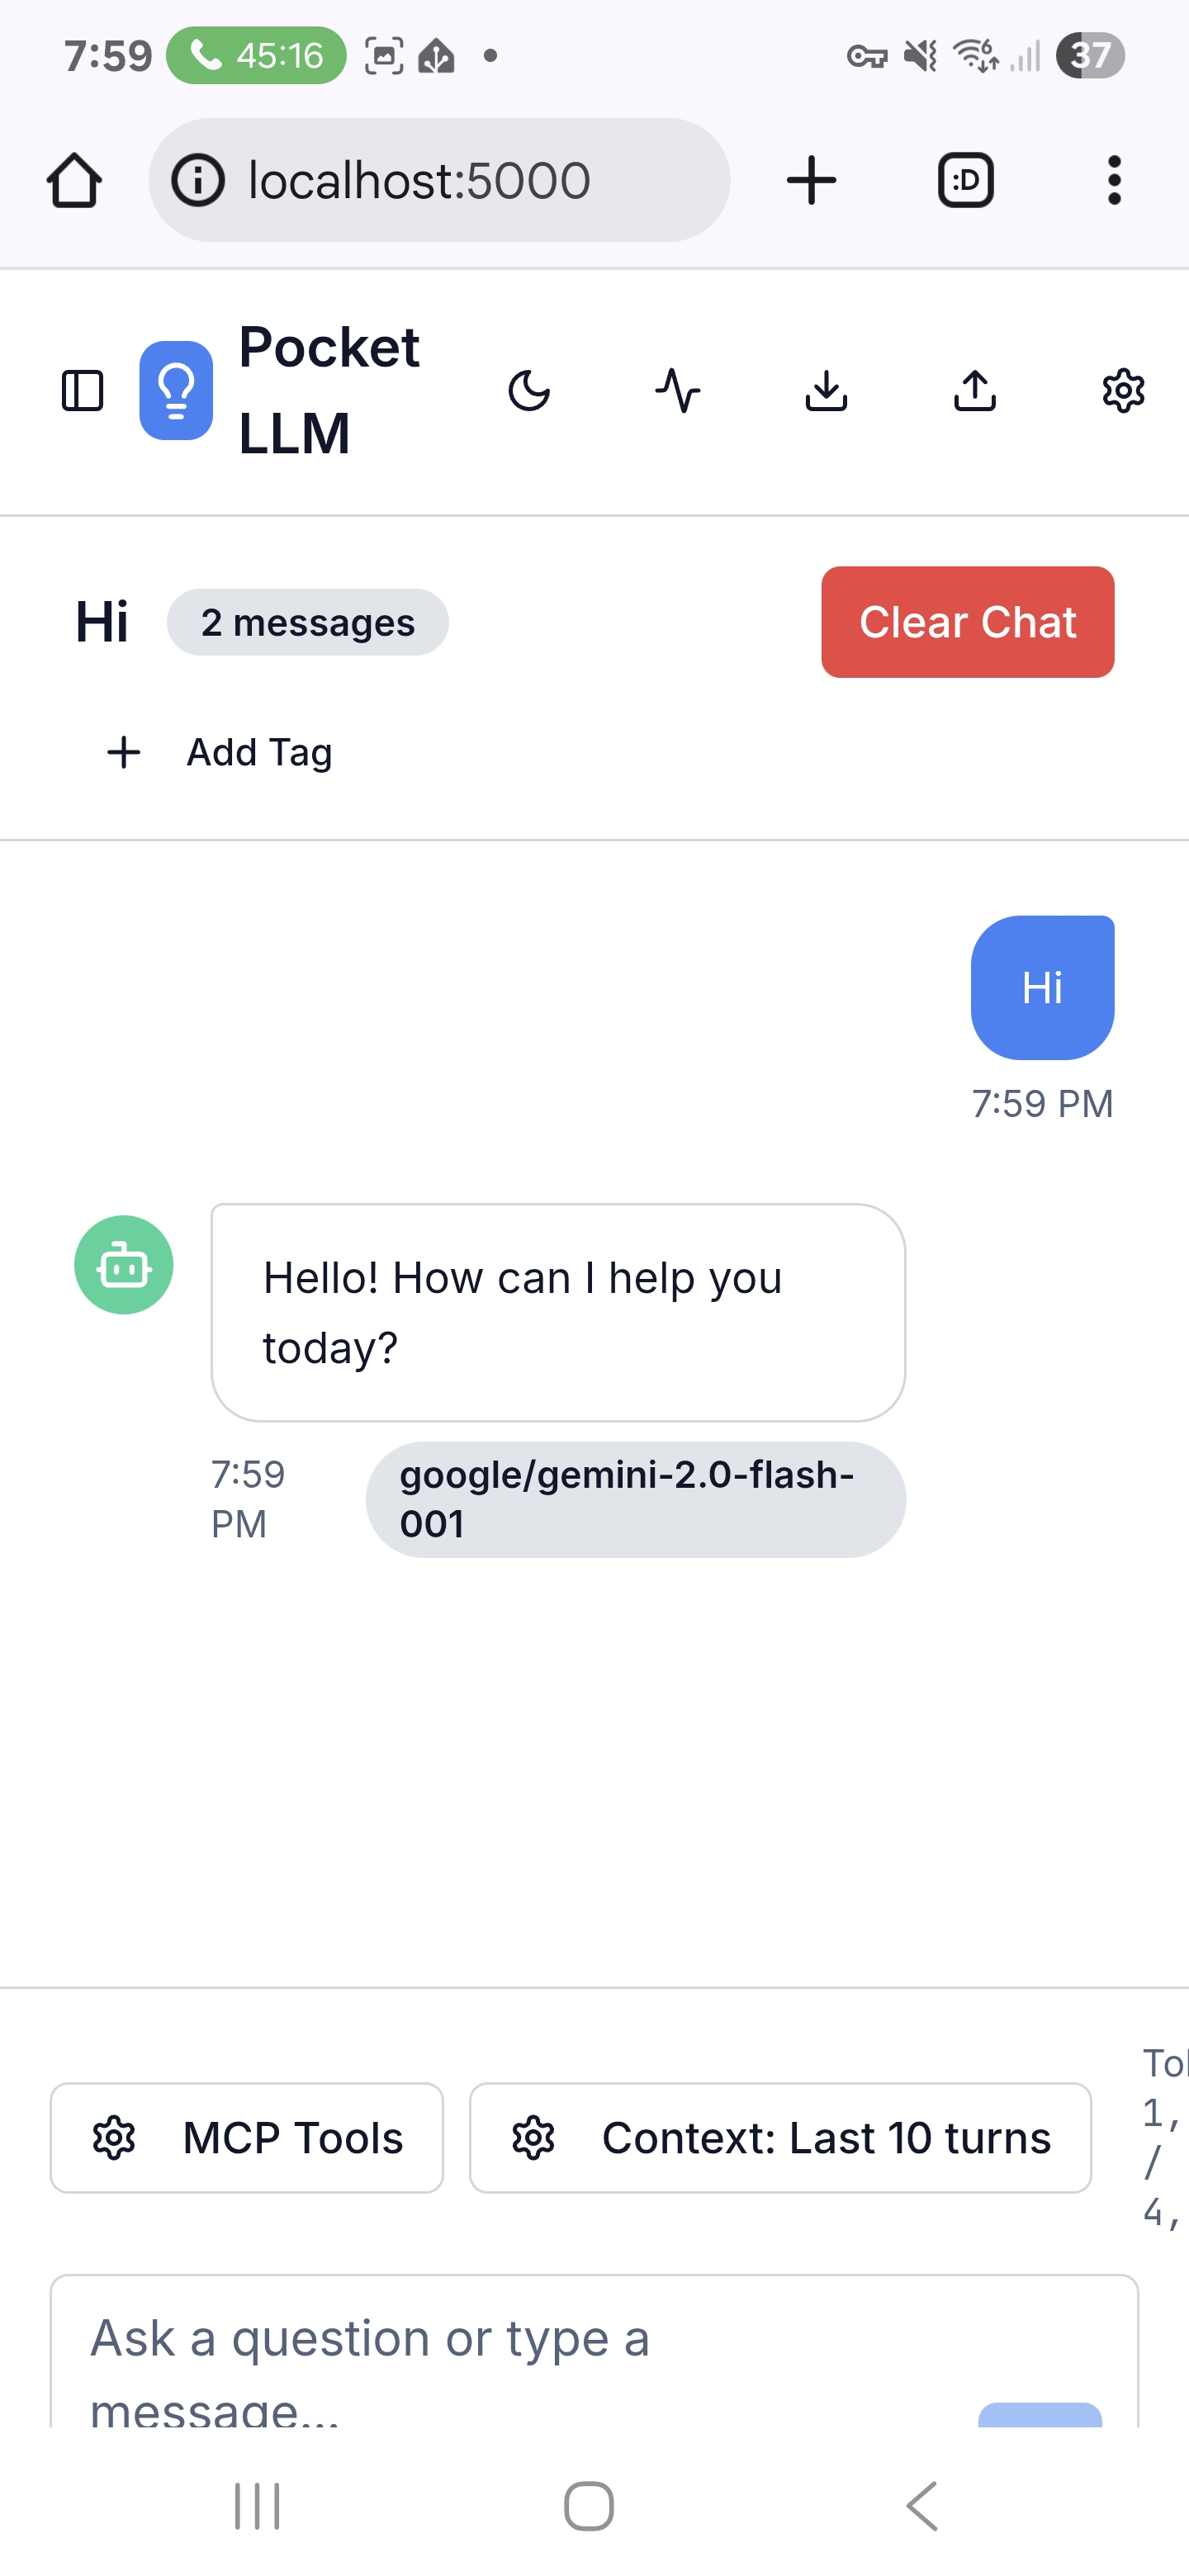 7:59 45:16 6 37
localhost:5000 :D
Pocket
LLM
Hi 2 messages Clear Chat
Add Tag
Hi
7:59 PM
Hello! How can I help you
today?
7:59
PM
google/gemini-2.0-flash-
001
MCP Tools Context: Last 10 turns
1,
/
4,
Ask a question or type a
message...